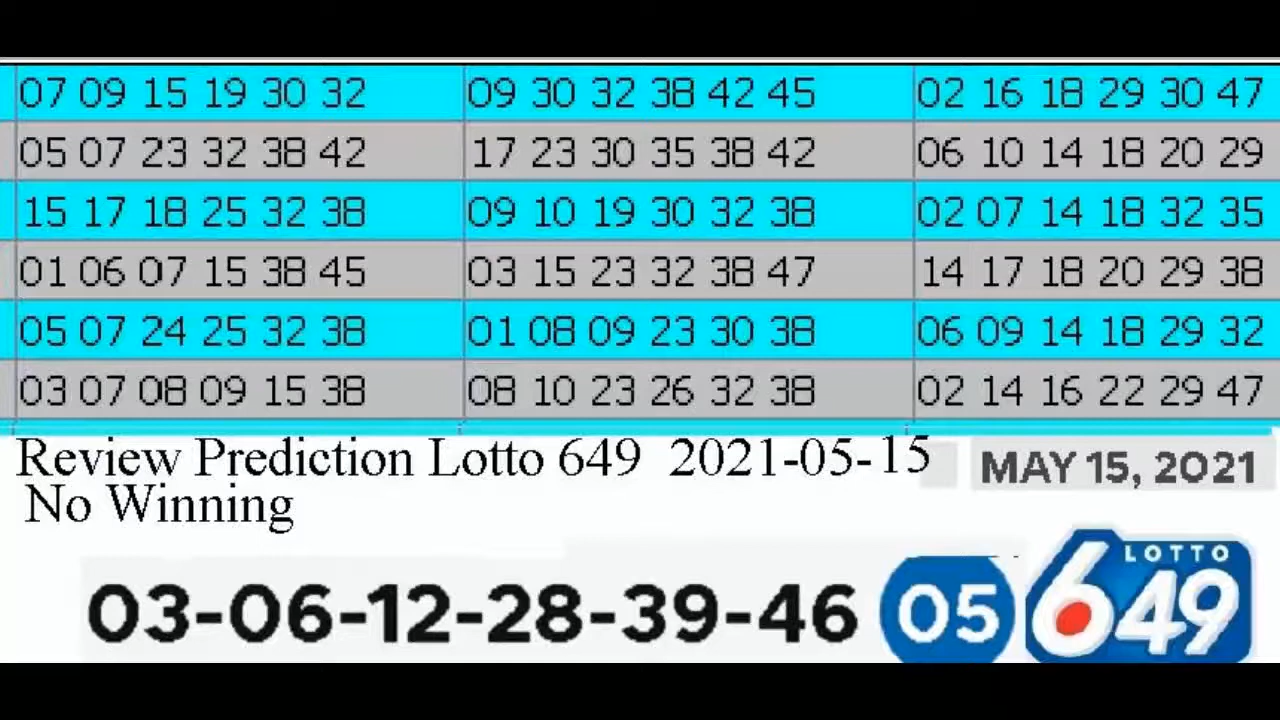 07 09 15 19 30 32 09 30 32 38 42 45 02 16 18 29 30 47
05 07 23 32 38 42 17 23 30 35 38 42 06 10 14 18 20 29
15 17 18 25 32 38 09 10 19 30 32 38 02 07 14 18 32 35
01 06 07 15 38 45 03 15 23 32 38 47 14 17 18 20 29 38
05 07 24 25 32 38 01 08 09 23 30 38 06 09 14 18 29 32
03 07 08 09 15 38 08 10 23 26 32 38 02 14 16 22 29 47
Review Prediction Lotto 649 2021-05-15
MAY 15, 2021
No Winning
03-06-12-28-39-46 05
LOTTO
649